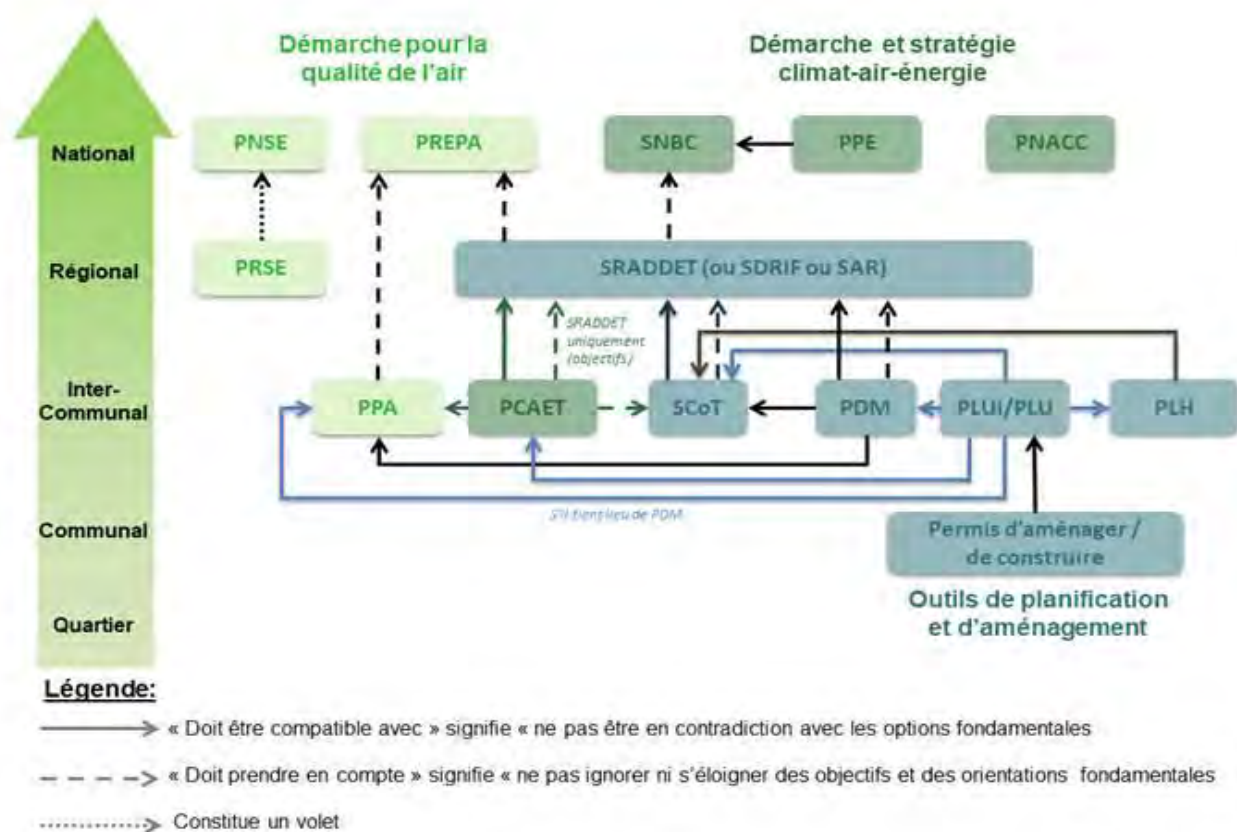 Démarche pour la
qualité de l'air
Démarche et stratégie
climat-air-énergie
National
PNSE
PREPA
SNBC
PPE
PNACC
Régional
PRSE
SRADDET (ou SDRIF ou SAR)
SRADDET
uniquement
(objectifs)
Inter-
Communal
PPA
PCAET
SCoT
PDM
PLUi/PLU
PLH
S'il tient lieu de PDM
Communal
Permis d'aménager /
de construire
Outils de planification
et d'aménagement
Quartier
Légende:
« Doit être compatible avec » signifie « ne pas être en contradiction avec les options fondamentales
« Doit prendre en compte » signifie « ne pas ignorer ni s'éloigner des objectifs et des orientations fondamentales
Constitue un volet